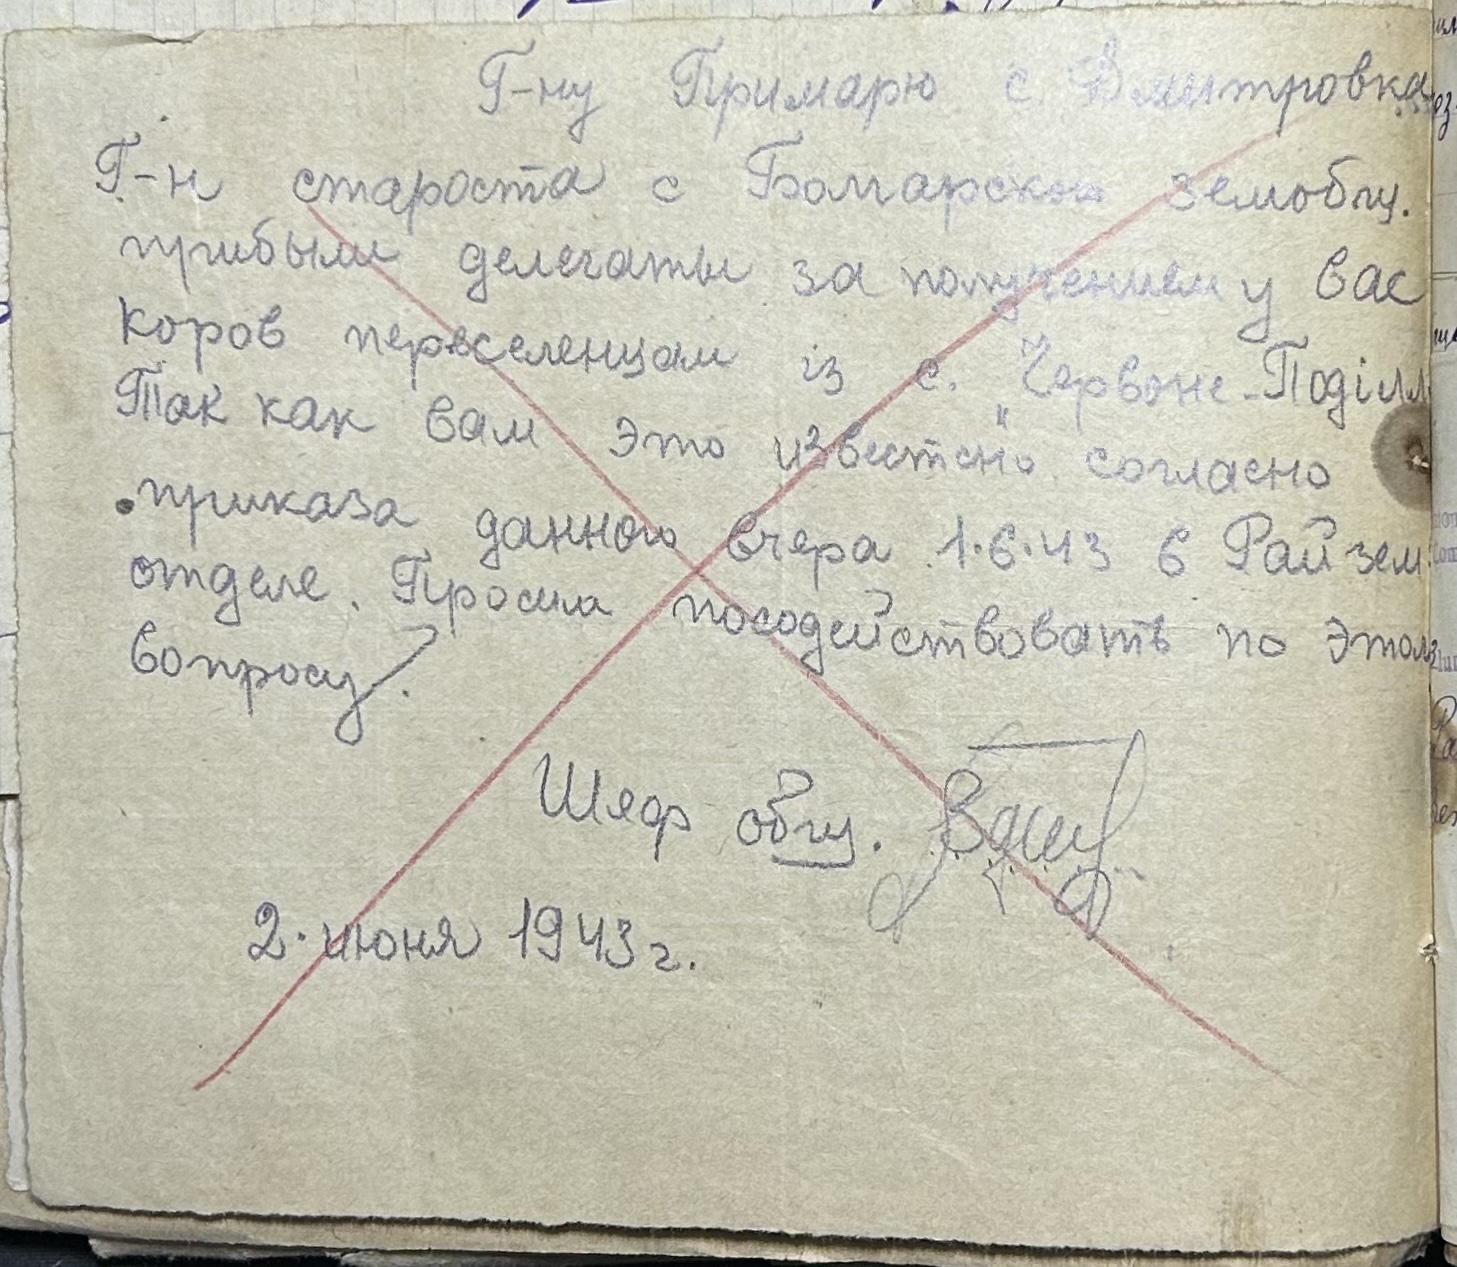 Г-ну Примарю с. Дмитровка
Г-н староста с Болгарской земобщ.
прибыли делегаты за получением у вас
коров переселенцам із с. Червоне-Поділля
Так как вам это известно согласно
приказа данного вчера 1·6·43 в Райзем.
отделе. Просим посодействовать по этому
вопросу.
Шеф общ.
2. июня 1943 г.